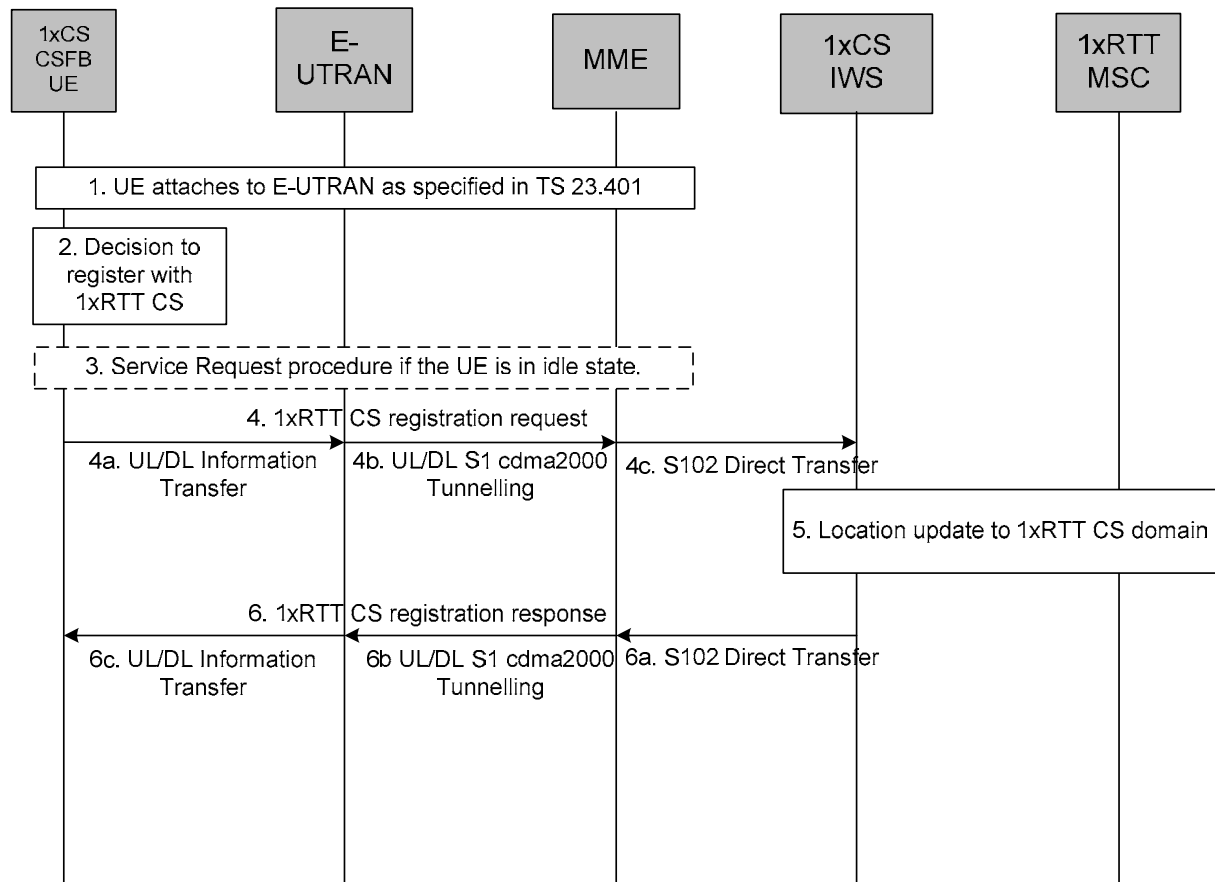 1xCS
CSFB
UE
E-
UTRAN
MME
1xCS
IWS
1xRTT
MSC
1. UE attaches to E-UTRAN as specified in TS 23.401
2. Decision to
register with
1xRTT CS
3. Service Request procedure if the UE is in idle state.
4. 1xRTT CS registration request
4a. UL/DL Information
Transfer
4b. UL/DL S1 cdma2000
Tunnelling
4c. S102 Direct Transfer
5. Location update to 1xRTT CS domain
6. 1xRTT CS registration response
6c. UL/DL Information
Transfer
6b UL/DL S1 cdma2000
Tunnelling
6a. S102 Direct Transfer